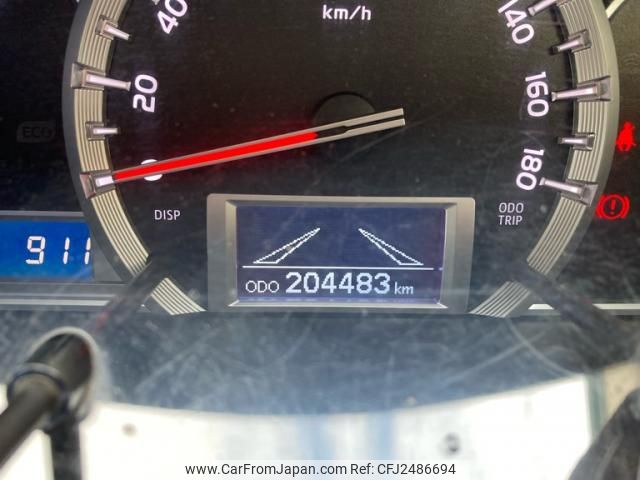 km/h
40
140
20
160
ECO
0
180
DISP
ODO
TRIP
911
ODO 204483 km
www.CarFromJapan.com CFJ2486694